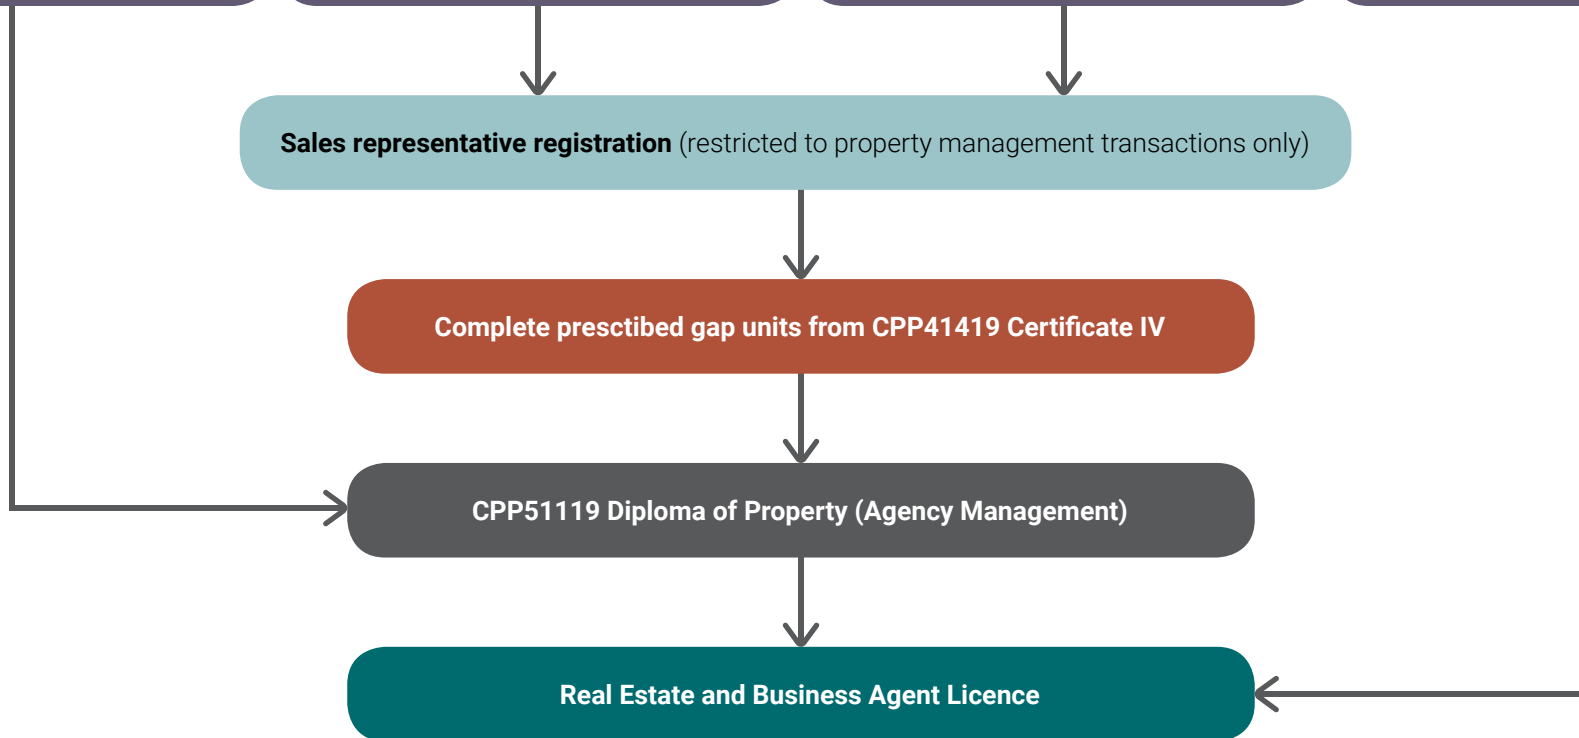 Sales representative registration (restricted to property management transactions only)
Complete presctibed gap units from CPP41419 Certificate IV
CPP51119 Diploma of Property (Agency Management)
Real Estate and Business Agent Licence